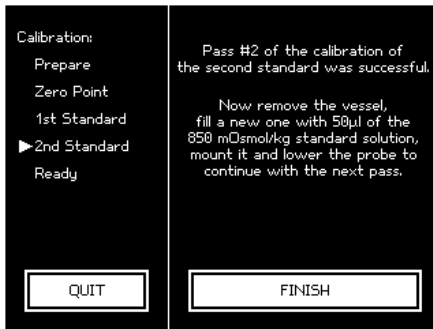 Calibration:
Prepare
Zero Point
1st Standard
2nd Standard
Ready
Pass #2 of the calibration of
the second standard was successful.
Now remove the vessel,
fill a new one with 50µl of the
850 mOsmol/kg standard solution,
mount it and lower the probe to
continue with the next pass.
QUIT
FINISH